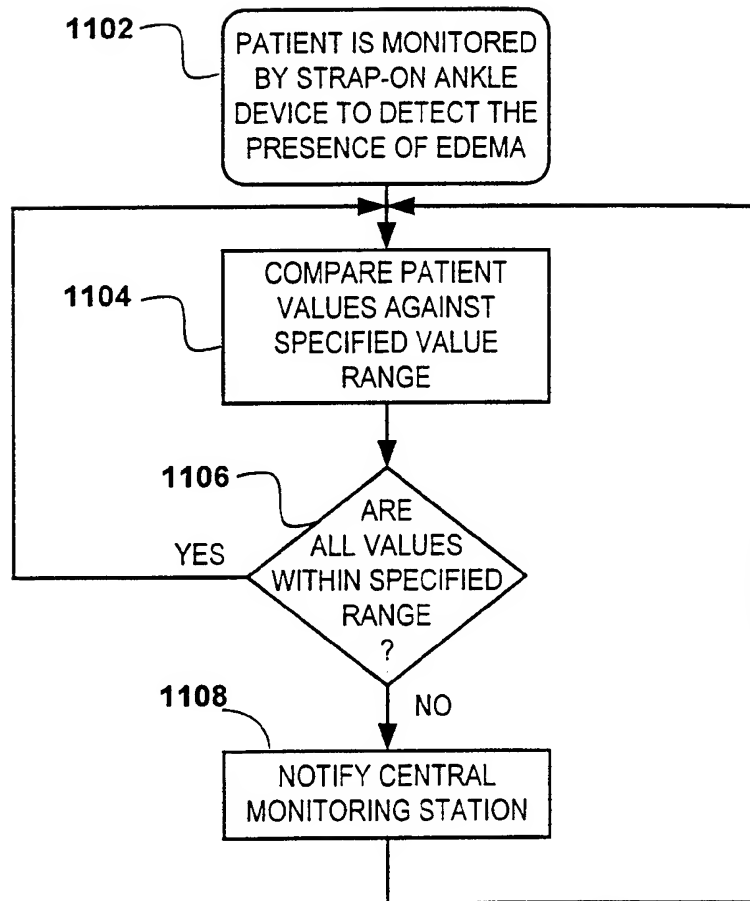 1102
PATIENT IS MONITORED
BY STRAP-ON ANKLE
DEVICE TO DETECT THE
PRESENCE OF EDEMA
1104
COMPARE PATIENT
VALUES AGAINST
SPECIFIED VALUE
RANGE
1106
ARE
ALL VALUES
WITHIN SPECIFIED
RANGE
?
YES
NO
1108
NOTIFY CENTRAL
MONITORING STATION